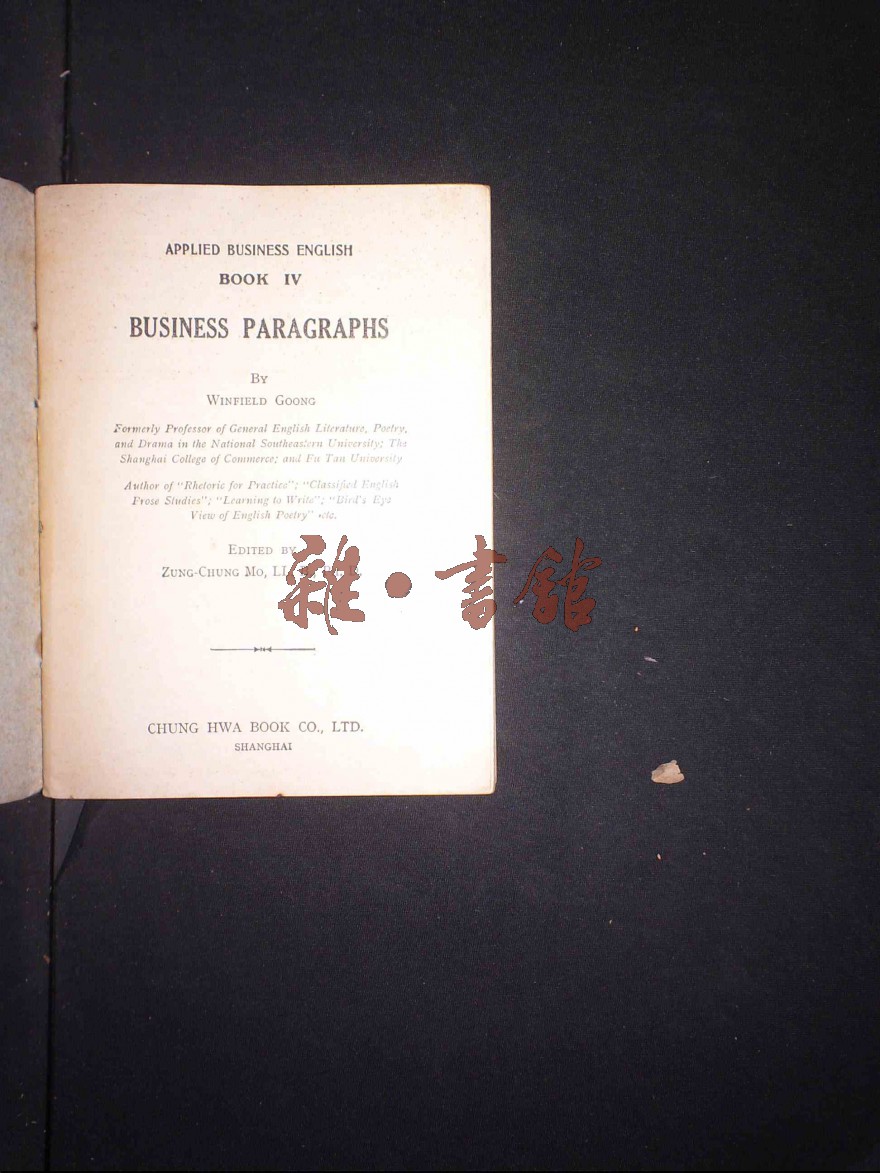 APPLIED BUSINESS ENGLISH
BOOK IV
BUSINESS PARAGRAPHS
BY
WINFIELD GOONG
Formerly Professor of General English Literature, Poetry,
and Drama in the National Southeastern University; The
Shanghai College of Commerce; and Fu Tan University
Author of "Rhetoric for Practice"; "Classified English
Prose Studies"; "Learning to Write"; "Bird's Eye
View of English Poetry" etc.
EDITED BY
ZUNG-CHUNG MO,
雜•書館
CHUNG HWA BOOK CO., LTD.
SHANGHAI